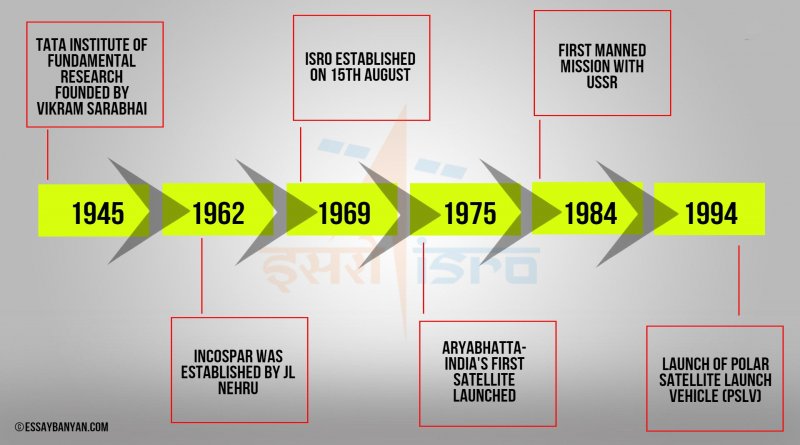 TATA INSTITUTE OF
FUNDAMENTAL
RESEARCH
FOUNDED BY
VIKRAM SARABHAI
ISRO ESTABLISHED
ON 15TH AUGUST
FIRST MANNED
MISSION WITH
USSR
1945
1962
1969
1975
1984
1994
इसरो isro
INCOSPAR WAS
ESTABLISHED BY JL
NEHRU
ARYABHATTA-
INDIA'S FIRST
SATELLITE
LAUNCHED
LAUNCH OF POLAR
SATELLITE LAUNCH
VEHICLE (PSLV)
©ESSAYBANYAN.COM